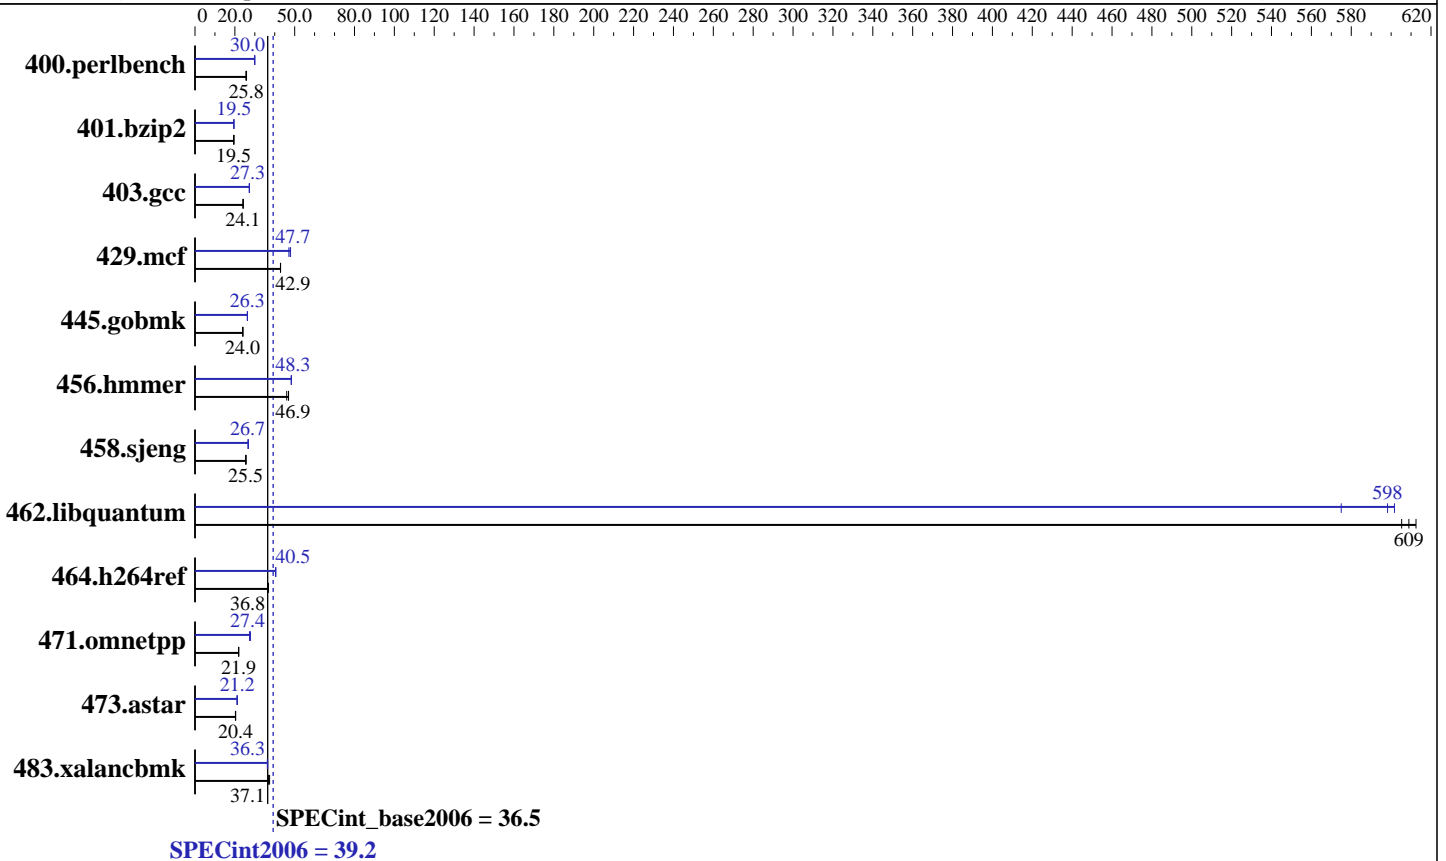 0 20.0 50.0 80.0 100 120 140 160 180 200 220 240 260 280 300 320 340 360 380 400 420 440 460 480 500 520 540 560 580 620
30.0
400.perlbench
25.8
19.5
401.bzip2
19.5
27.3
403.gcc
24.1
47.7
429.mcf
42.9
26.3
445.gobmk
24.0
48.3
456.hmmer
46.9
26.7
458.sjeng
25.5
598
462.libquantum
609
40.5
464.h264ref
36.8
27.4
471.omnetpp
21.9
21.2
473.astar
20.4
36.3
483.xalancbmk
37.1
SPECint_base2006 = 36.5
SPECint2006 = 39.2